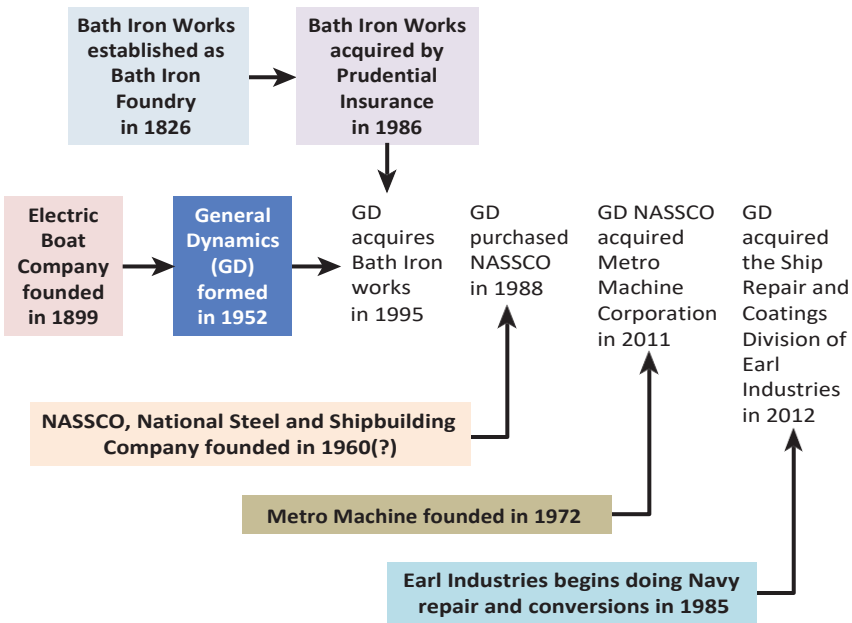 Bath Iron Works
established as
Bath Iron
Foundry
in 1826
Bath Iron Works
acquired by
Prudential
Insurance
in 1986
Electric
Boat
Company
founded
in 1899
General
Dynamics
(GD)
formed
in 1952
GD
acquires
Bath Iron
works
in 1995
GD
purchased
NASSCO
in 1988
GD NASSCO
acquired
Metro
Machine
Corporation
in 2011
GD
acquired
the Ship
Repair and
Coatings
Division of
Earl
Industries
in 2012
NASSCO, National Steel and Shipbuilding
Company founded in 1960(?)
Metro Machine founded in 1972
Earl Industries begins doing Navy
repair and conversions in 1985